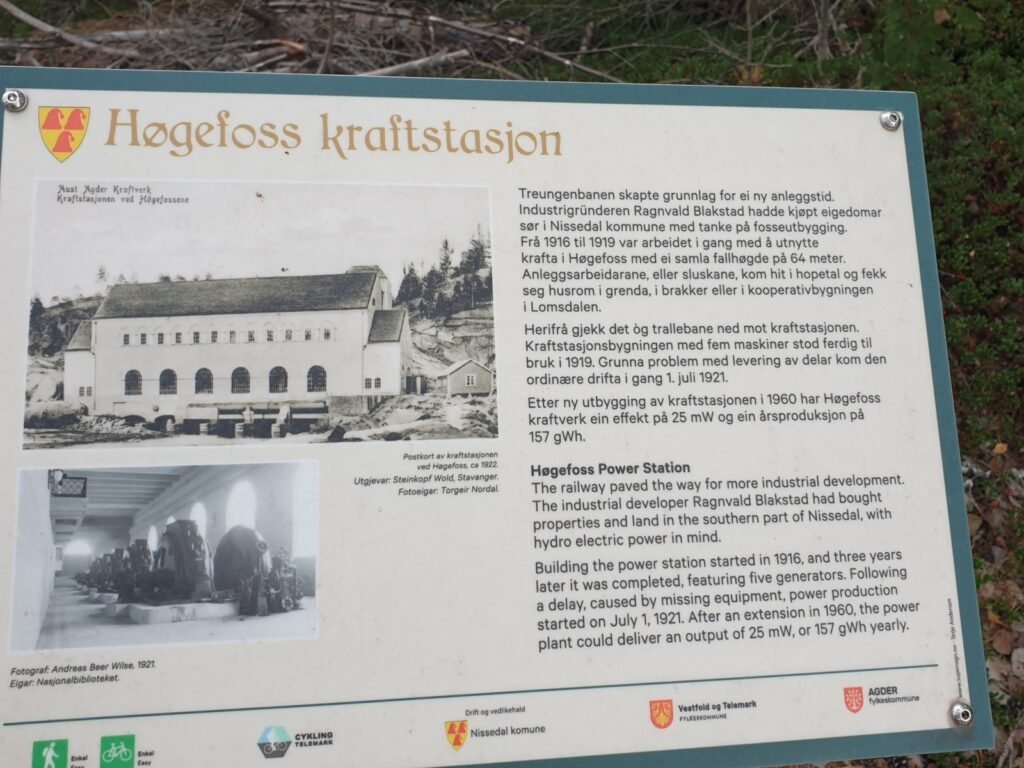 Høgefoss kraftstasjon
Aust Agder Kraftverk
Kraftstasjonen ved Högefossene
Postkort av kraftstasjonen
ved Høgefoss, ca 1922.
Utgjevar: Steinkopf Wold, Stavanger.
Fotoeigar: Torgeir Nordal.
Fotograf: Andreas Beer Wilse, 1921.
Eigar: Nasjonalbiblioteket.
Treungenbanen skapte grunnlag for ei ny anleggstid.
Industrigründeren Ragnvald Blakstad hadde kjøpt eigedomar
sør i Nissedal kommune med tanke på fosseutbygging.
Frå 1916 til 1919 var arbeidet i gang med å utnytte
krafta i Høgefoss med ei samla fallhøgde på 64 meter.
Anleggsarbeidarane, eller sluskane, kom hit i hopetal og fekk
seg husrom i grenda, i brakker eller i kooperativbygningen
i Lomsdalen.
Herifrå gjekk det òg trallebane ned mot kraftstasjonen.
Kraftstasjonsbygningen med fem maskiner stod ferdig til
bruk i 1919. Grunna problem med levering av delar kom den
ordinære drifta i gang 1. juli 1921.
Etter ny utbygging av kraftstasjonen i 1960 har Høgefoss
kraftverk ein effekt på 25 mW og ein årsproduksjon på
157 gWh.
Høgefoss Power Station
The railway paved the way for more industrial development.
The industrial developer Ragnvald Blakstad had bought
properties and land in the southern part of Nissedal, with
hydro electric power in mind.
Building the power station started in 1916, and three years
later it was completed, featuring five generators. Following
a delay, caused by missing equipment, power production
started on July 1, 1921. After an extension in 1960, the power
plant could deliver an output of 25 mW, or 157 gWh yearly.
Enkel
Easy
Enkel
Easy
CYKLING
TELEMARK
Drift og vedlikehald
Nissedal kommune
Vestfold og Telemark
FYLKESKOMMUNE
AGDER
fylkeskommune